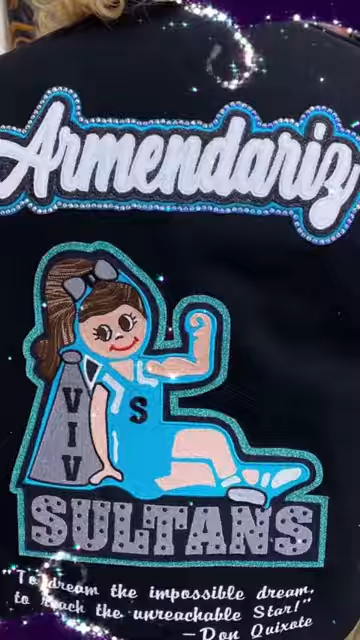 Armendariz
S
VIV
SULTANS
"To dream the impossible dream,
to reach the unreachable Star!"
—Don Quixote